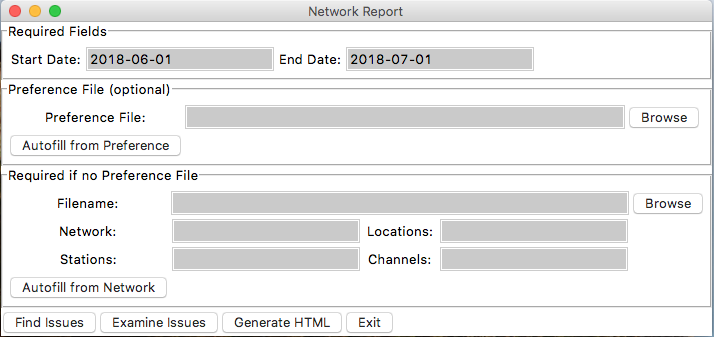 Network Report
Required Fields
Start Date: 2018-06-01 End Date: 2018-07-01
Preference File (optional)
Preference File: Browse
Autofill from Preference
Required if no Preference File
Filename: Browse
Network: Locations:
Stations: Channels:
Autofill from Network
Find Issues Examine Issues Generate HTML Exit